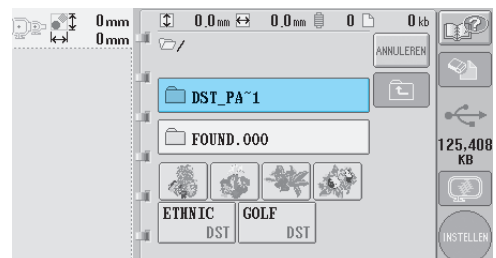 0mm 0.0mm 0.0mm 0 0kb
0mm
/
ANNULEREN
DST_PA~1
FOUND.000
125,408
KB
ETHNIC GOLF
DST DST
INSTELLEN